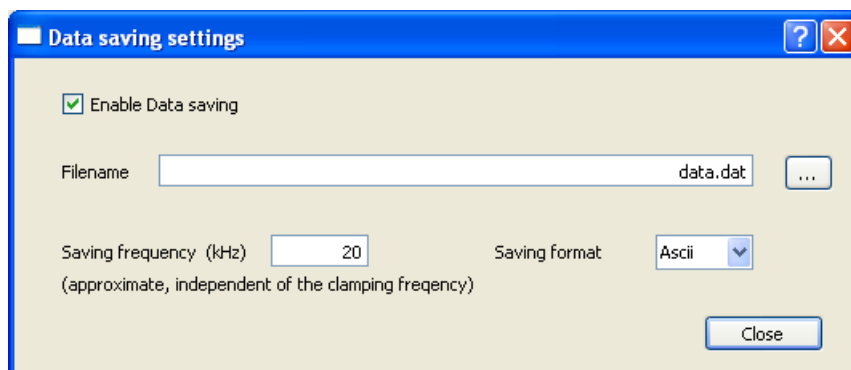 Data saving settings ?
Enable Data saving
Filename data.dat ...
Saving frequency (kHz) 20 Saving format Ascii
(approximate, independent of the clamping freqency)
Close